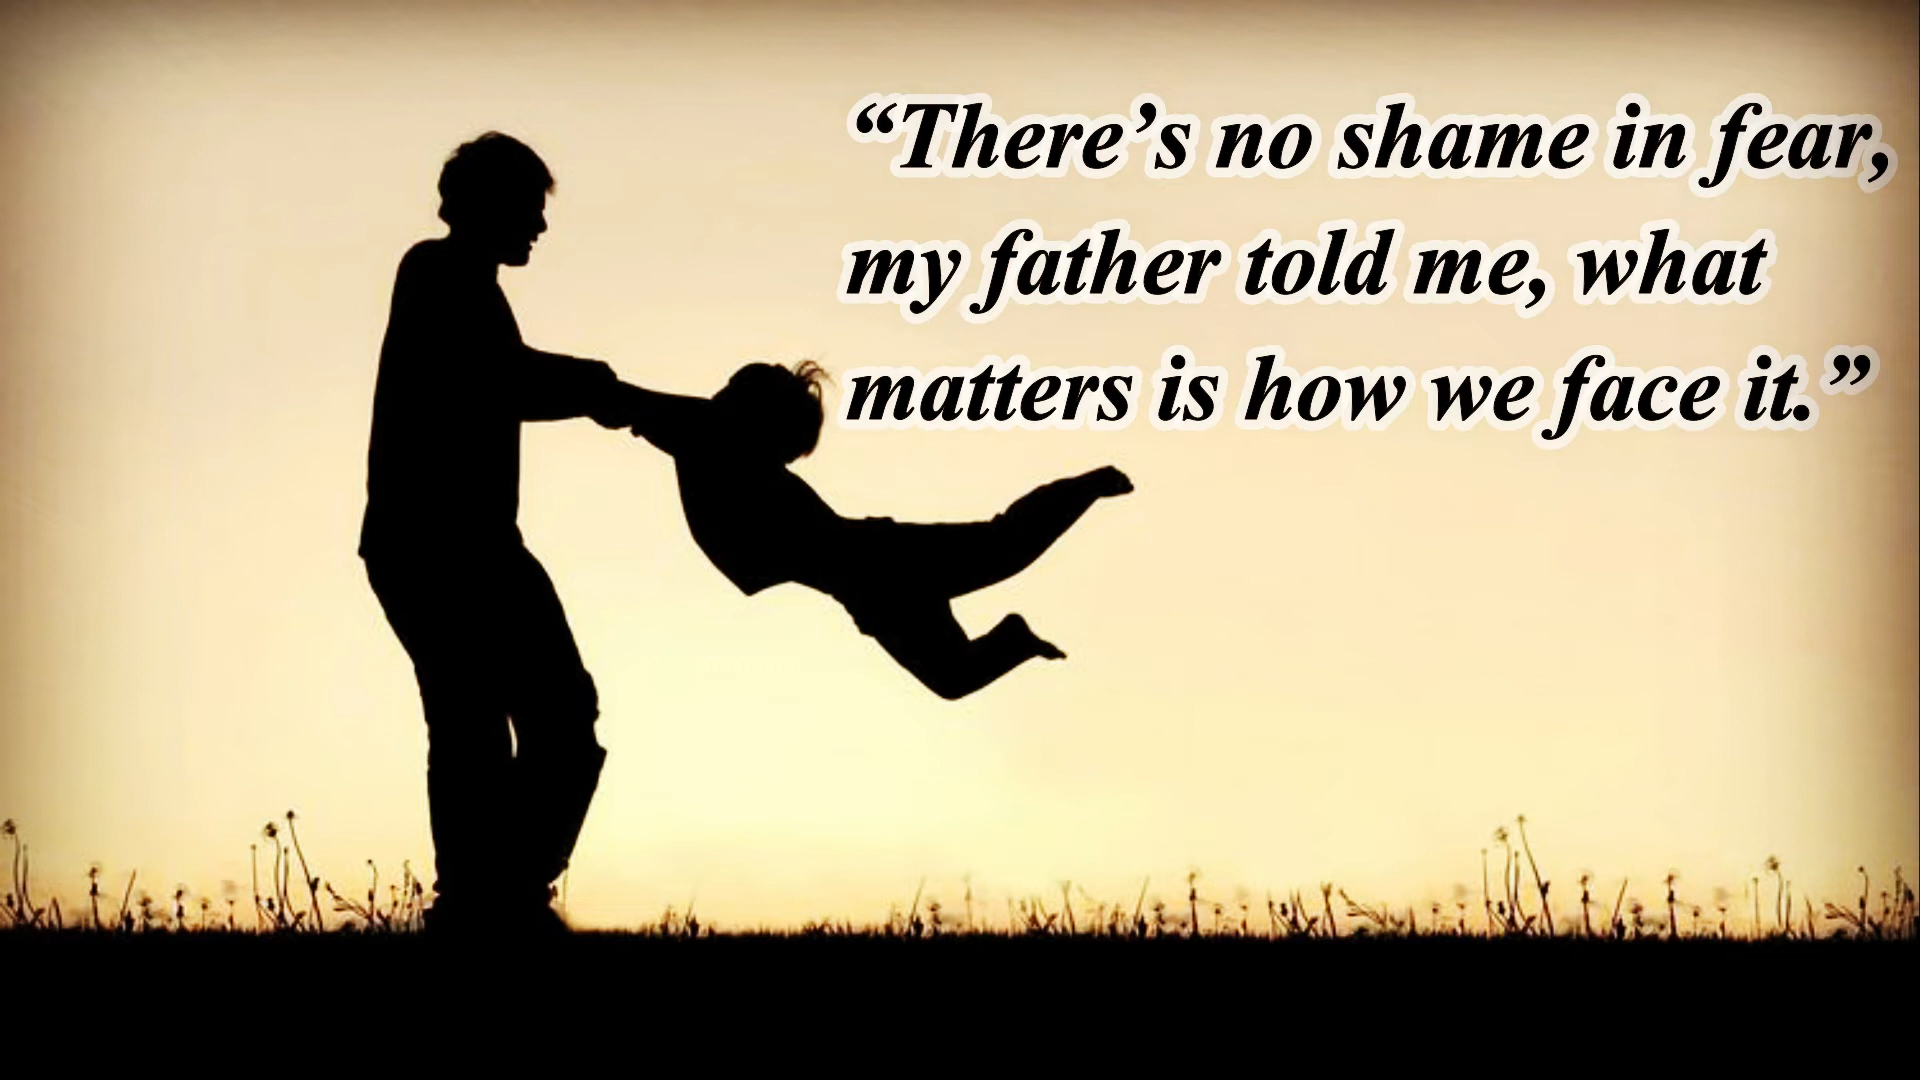 “There’s no shame in fear,
my father told me, what
matters is how we face it.”